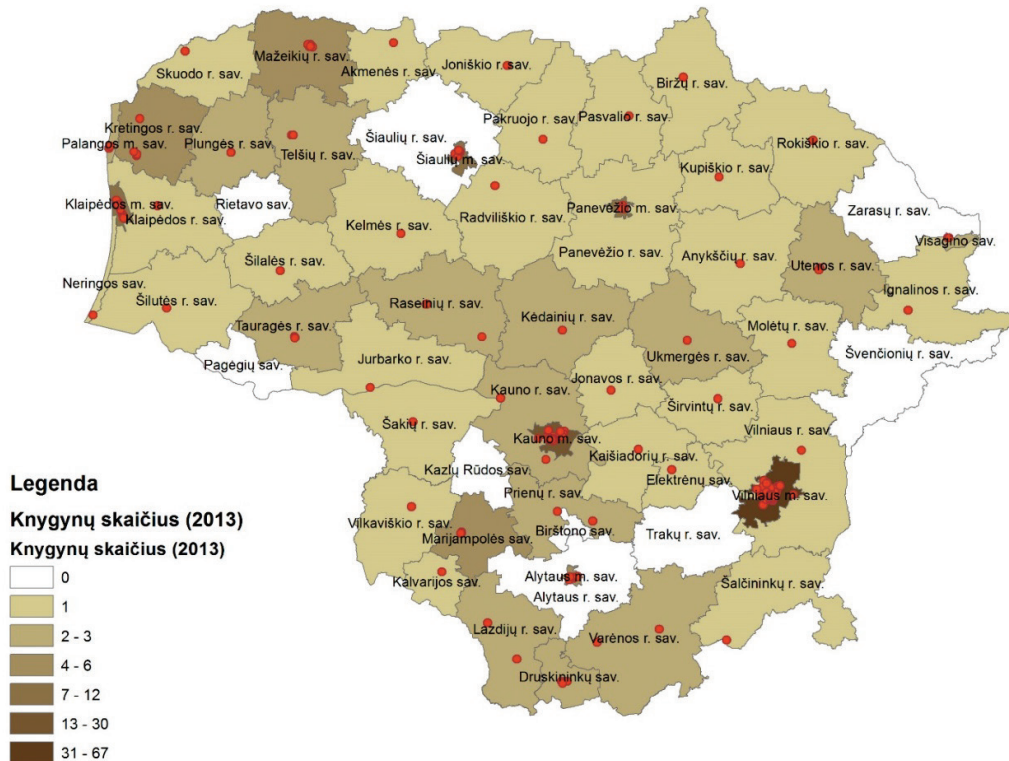 Skuodo r. sav.
Mažeikių r. sav.
Akmenės r. sav.
Joniškio r. sav.
Biržų r. sav.
Kretingos r. sav.
Palangos m. sav.
Plungės r. sav.
Telšių r. sav.
Šiaulių r. sav.
Šiaulių m. sav.
Pakruojo r. sav.
Pasvalio r. sav.
Rokiškio r. sav.
Kupiškio r. sav.
Klaipėdos m. sav.
Klaipėdos r. sav.
Rietavo sav.
Kelmės r. sav.
Radviliškio r. sav.
Panevėžio m. sav.
Panevėžio r. sav.
Zarasų r. sav.
Visagino sav.
Anykščių r. sav.
Utenos r. sav.
Ignalinos r. sav.
Neringos sav.
Šilalės r. sav.
Šilutės r. sav.
Tauragės r. sav.
Raseinių r. sav.
Kėdainių r. sav.
Ukmergės r. sav.
Molėtų r. sav.
Švenčionių r. sav.
Pagėgių sav.
Jurbarko r. sav.
Kauno r. sav.
Jonavos r. sav.
Širvintų r. sav.
Šakių r. sav.
Kauno m. sav.
Kaišiadorių r. sav.
Elektrėnų sav.
Vilniaus r. sav.
Vilniaus m. sav.
Kazlų Rūdos sav.
Prienų r. sav.
Birštono sav.
Trakų r. sav.
Vilkaviškio r. sav.
Marijampolės sav.
Kalvarijos sav.
Alytaus m. sav.
Alytaus r. sav.
Šalčininkų r. sav.
Lazdijų r. sav.
Varėnos r. sav.
Druskininkų sav.
Legenda
Knygynų skaičius (2013)
Knygynų skaičius (2013)
0
1
2 - 3
4 - 6
7 - 12
13 - 30
31 - 67